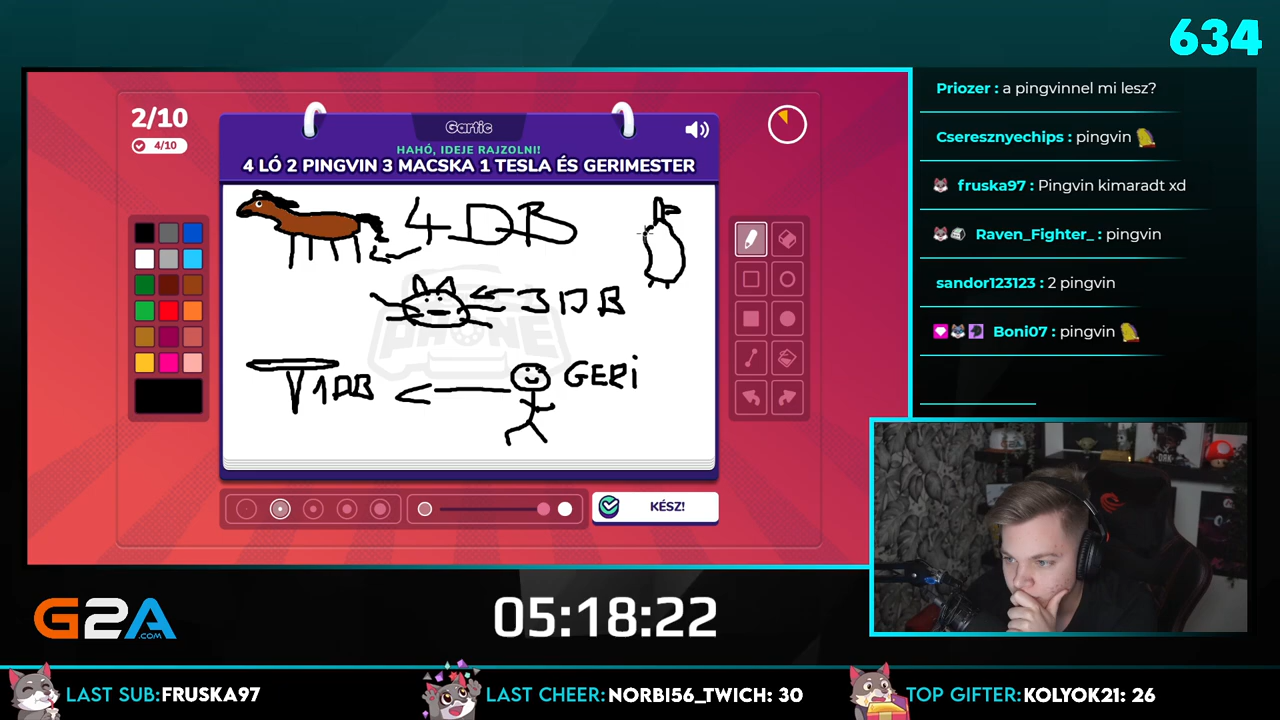 634
2/10
4/10
Gartic
HAHÓ, IDEJE RAJZOLNI!
4 LÓ 2 PINGVIN 3 MACSKA 1 TESLA ÉS GERIMESTER
4DB
3DB
1DB
GERI
PHONE
KÉSZ!
Priozer : a pingvinnel mi lesz?
Cseresznyechips : pingvin
fruska97 : Pingvin kimaradt xd
Raven_Fighter_ : pingvin
sandor123123 : 2 pingvin
Boni07 : pingvin
G2A
.COM
05:18:22
LAST SUB:FRUSKA97
LAST CHEER: NORBI56_TWICH: 30
TOP GIFTER: KOLYOK21: 26